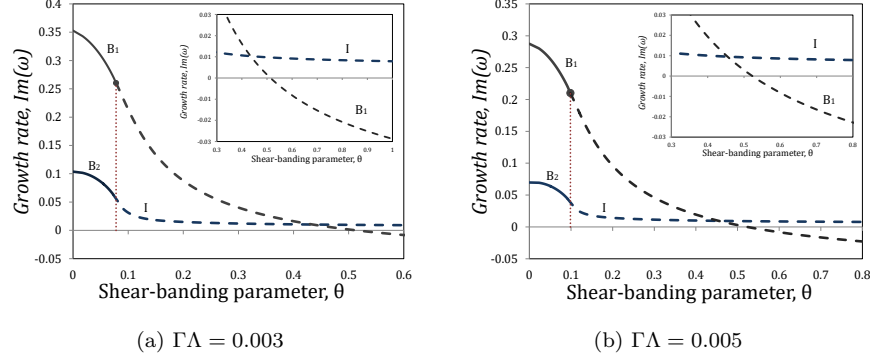 0.4
0.35
0.3
0.25
0.2
0.15
0.1
0.05
0
-0.05
Growth rate, Im(ω)
0 0.1 0.2 0.3 0.4 0.5 0.6
Shear-banding parameter, θ
B1
B2
I
0.03
0.02
0.01
0
-0.01
-0.02
-0.03
Growth rate, Im(ω)
0.3 0.4 0.5 0.6 0.7 0.8 0.9 1
Shear-banding parameter, θ
I
B1
(a) ΓΛ = 0.003
0.35
0.3
0.25
0.2
0.15
0.1
0.05
0
-0.05
Growth rate, Im(ω)
0 0.1 0.2 0.3 0.4 0.5 0.6 0.7 0.8
Shear-banding parameter, θ
B1
B2
I
0.03
0.02
0.01
0
-0.01
-0.02
-0.03
Growth rate, Im(ω)
0.3 0.4 0.5 0.6 0.7 0.8
Shear-banding parameter, θ
I
B1
(b) ΓΛ = 0.005